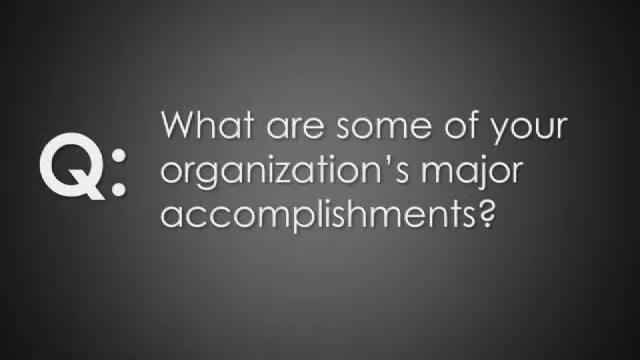 Q:
What are some of your
organization's major
accomplishments?